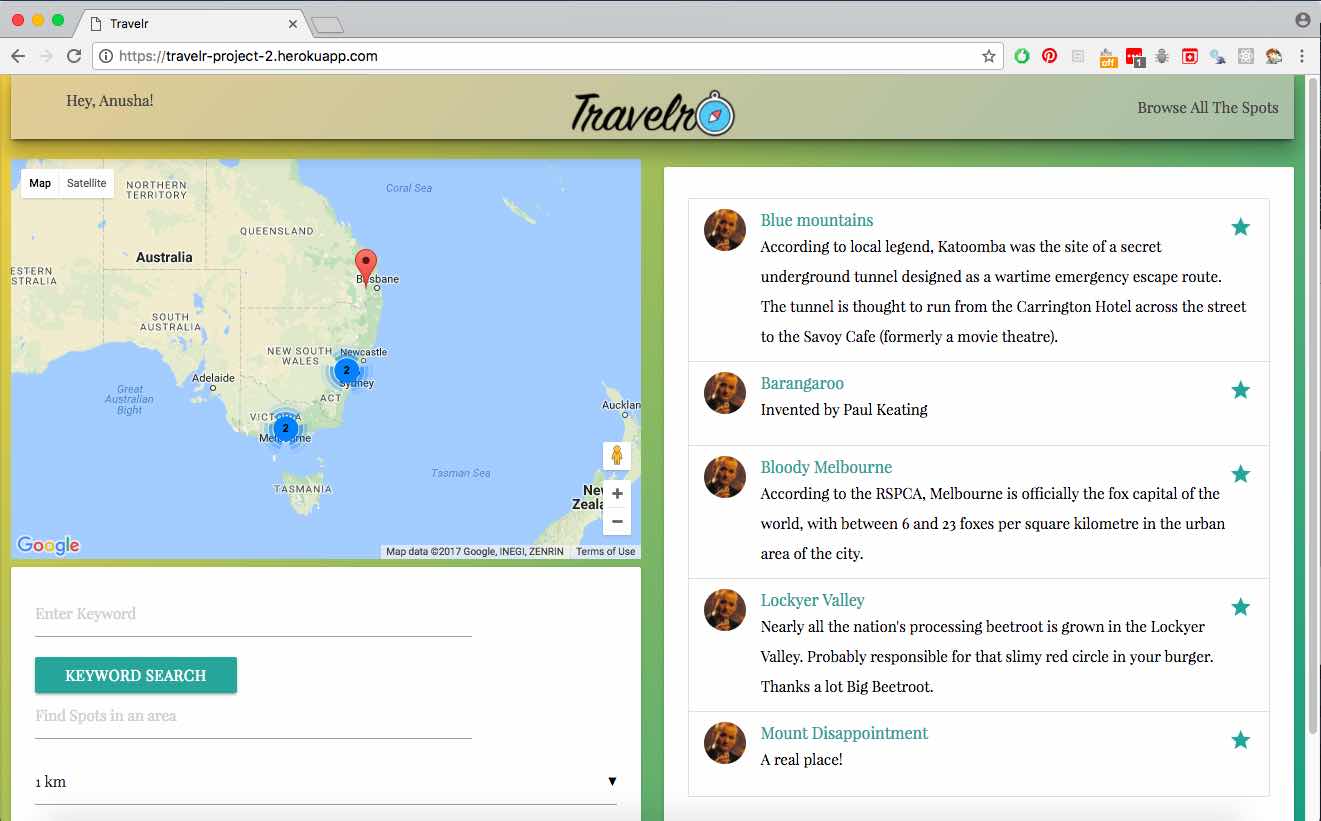 Travelr
https://travelr-project-2.herokuapp.com
off
1
Hey, Anusha!
Travelr
Browse All The Spots
Map
Satellite
NORTHERN
TERRITORY
Coral Sea
QUEENSLAND
Australia
ESTERN
STRALIA
Brisbane
SOUTH
AUSTRALIA
NEW SOUTH
WALES
Newcastle
2
Sydney
Adelaide
ACT
Great
Australian
Bight
VICTORIA
2
Melbourne
Aucklan
Tasman Sea
TASMANIA
New
Zeala
Google
Map data ©2017 Google, INEGI, ZENRIN
Terms of Use
Enter Keyword
KEYWORD SEARCH
Find Spots in an area
1 km
Blue mountains
According to local legend, Katoomba was the site of a secret
underground tunnel designed as a wartime emergency escape route.
The tunnel is thought to run from the Carrington Hotel across the street
to the Savoy Cafe (formerly a movie theatre).
Barangaroo
Invented by Paul Keating
Bloody Melbourne
According to the RSPCA, Melbourne is officially the fox capital of the
world, with between 6 and 23 foxes per square kilometre in the urban
area of the city.
Lockyer Valley
Nearly all the nation's processing beetroot is grown in the Lockyer
Valley. Probably responsible for that slimy red circle in your burger.
Thanks a lot Big Beetroot.
Mount Disappointment
A real place!